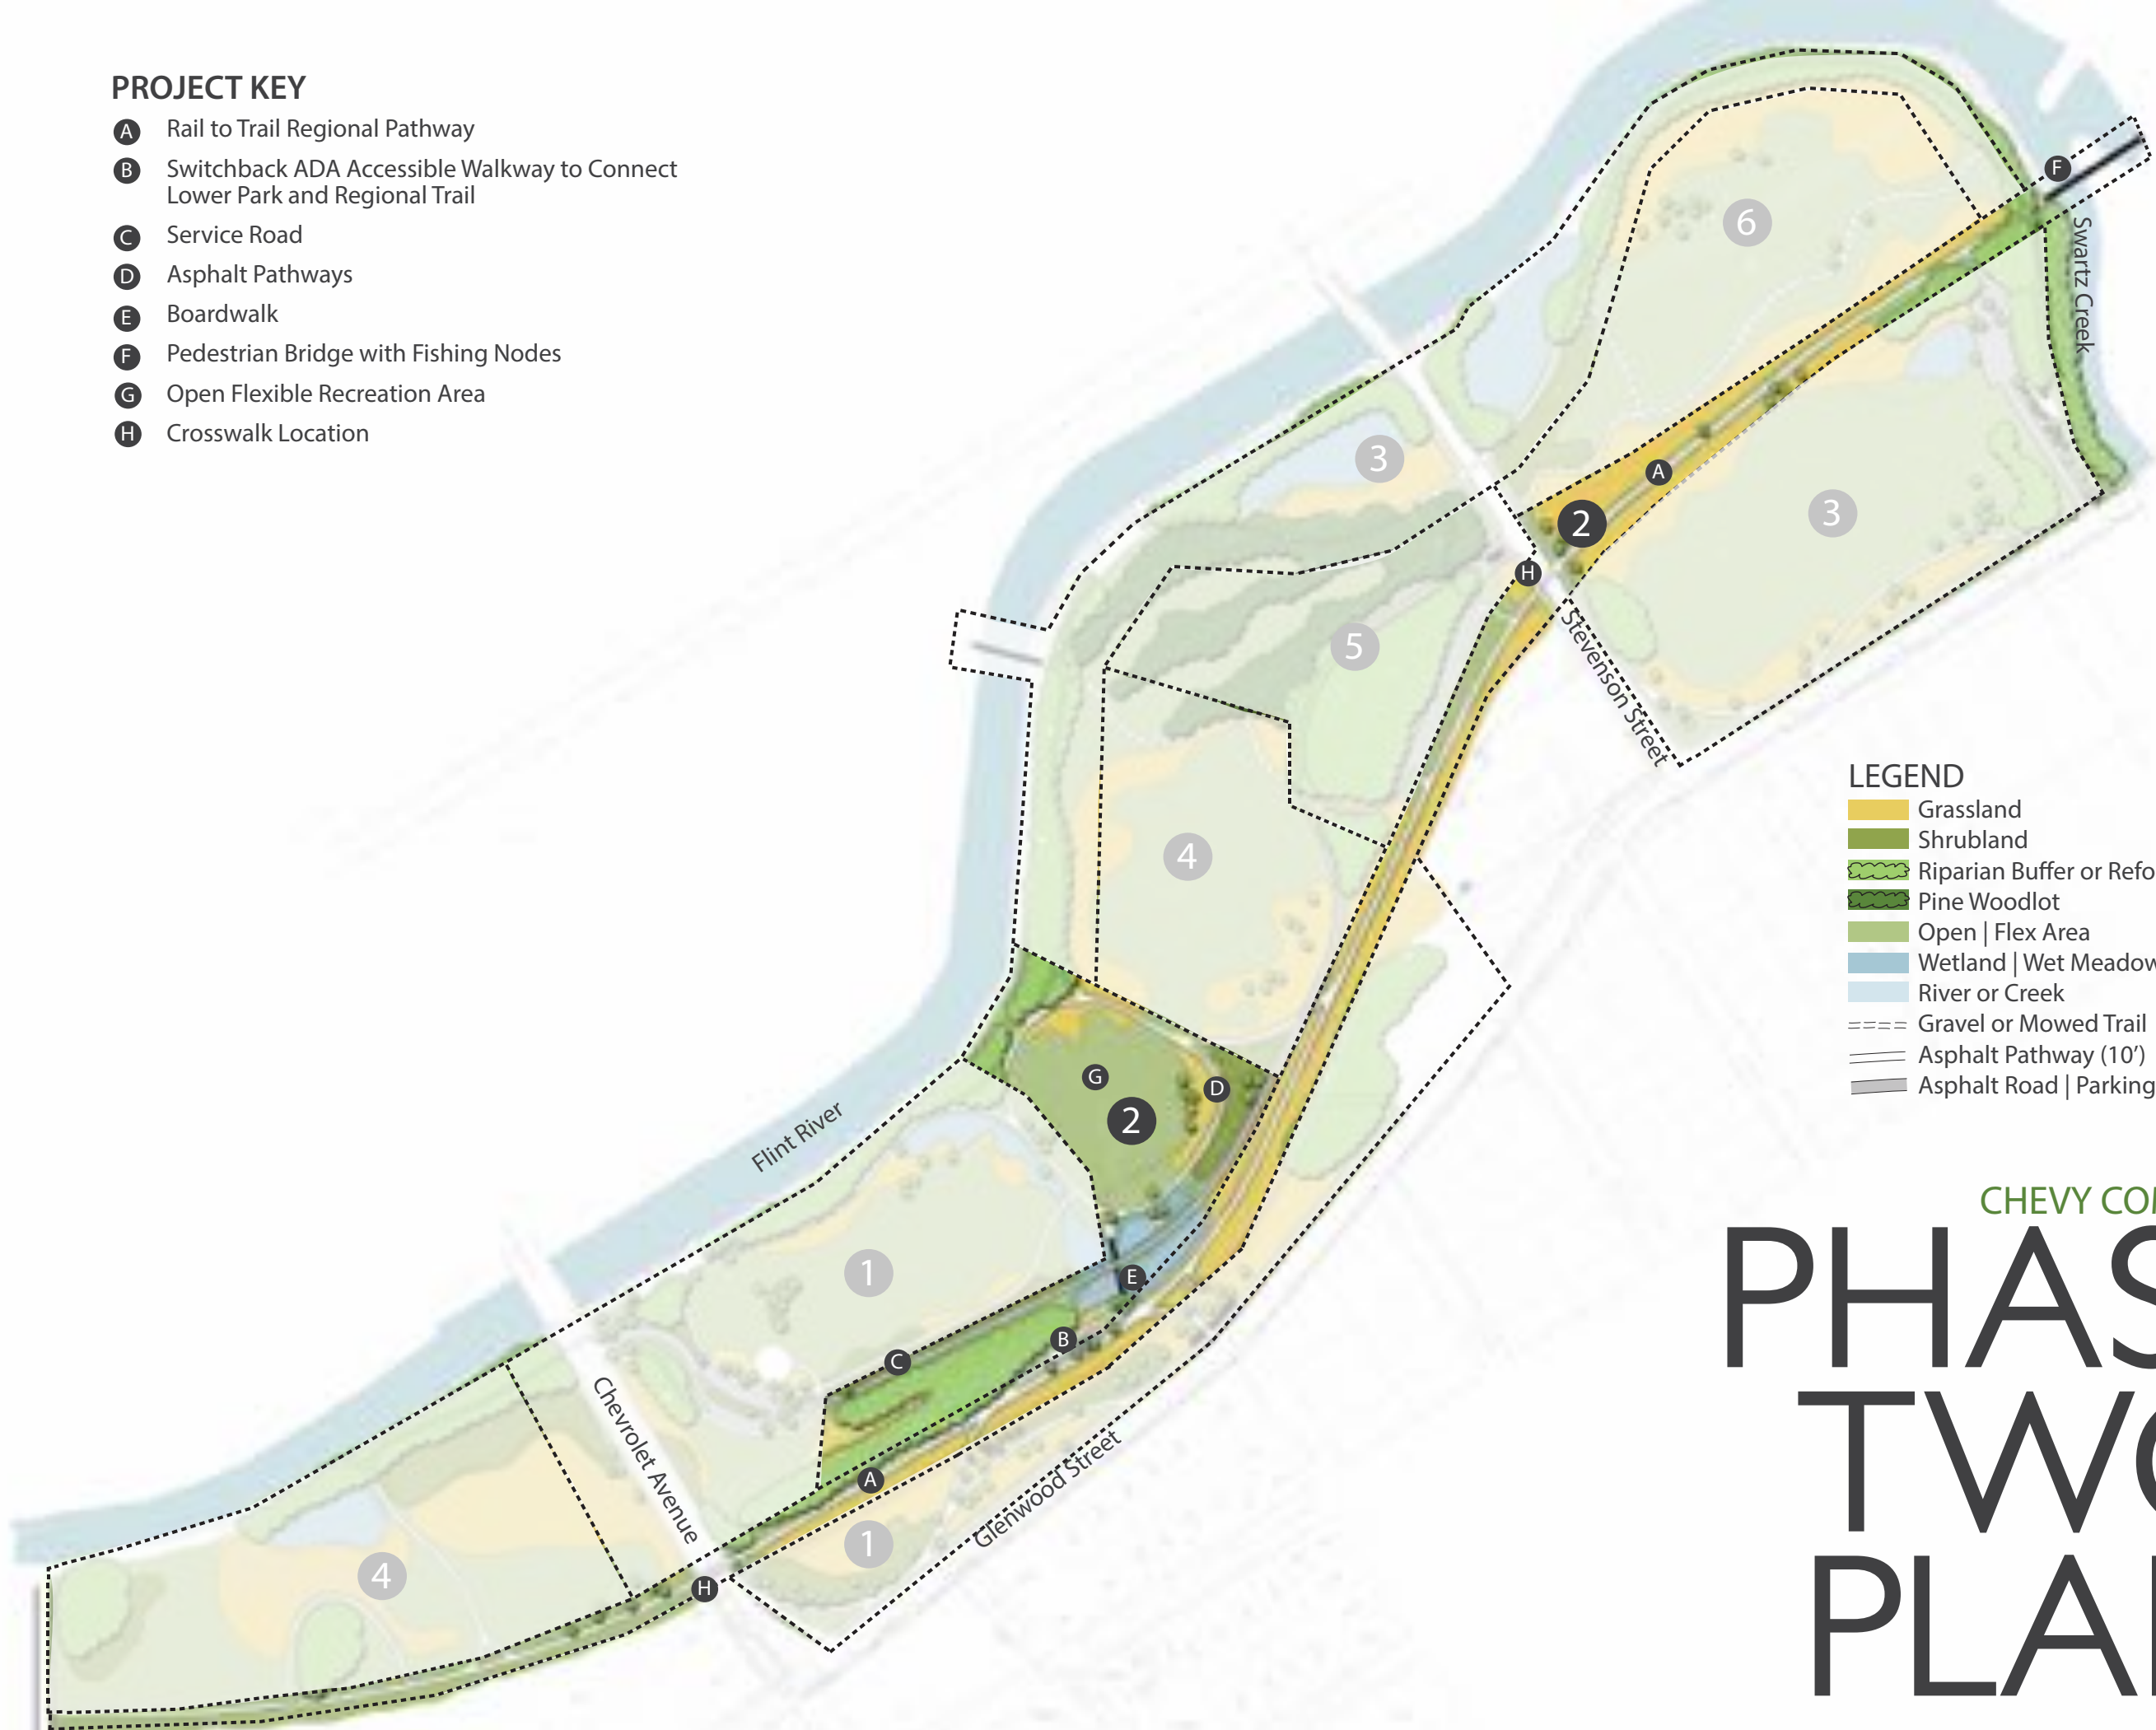 PROJECT KEY
A Rail to Trail Regional Pathway
B Switchback ADA Accessible Walkway to Connect
Lower Park and Regional Trail
C Service Road
D Asphalt Pathways
E Boardwalk
F Pedestrian Bridge with Fishing Nodes
G Open Flexible Recreation Area
H Crosswalk Location
F
6
Swartz Creek
3
A
2
3
H
5
Stevenson Street
4
LEGEND
Grassland
Shrubland
Riparian Buffer or Refo
Pine Woodlot
Open | Flex Area
Wetland | Wet Meadow
River or Creek
Gravel or Mowed Trail
Asphalt Pathway (10’)
Asphalt Road | Parking
G
D
2
Flint River
1
E
B
C
Chevrolet Avenue
A
Glenwood Street
1
4
H
CHEVY COM
PHAS
TWO
PLA